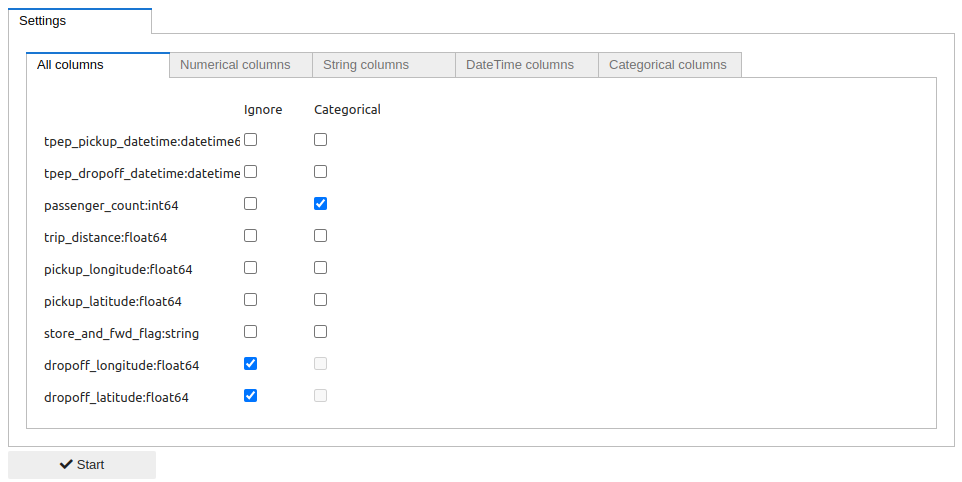 Settings
All columns Numerical columns String columns DateTime columns Categorical columns
Ignore Categorical
tpep_pickup_datetime:datetime6
tpep_dropoff_datetime:datetime
passenger_count:int64
trip_distance:float64
pickup_longitude:float64
pickup_latitude:float64
store_and_fwd_flag:string
dropoff_longitude:float64
dropoff_latitude:float64
Start